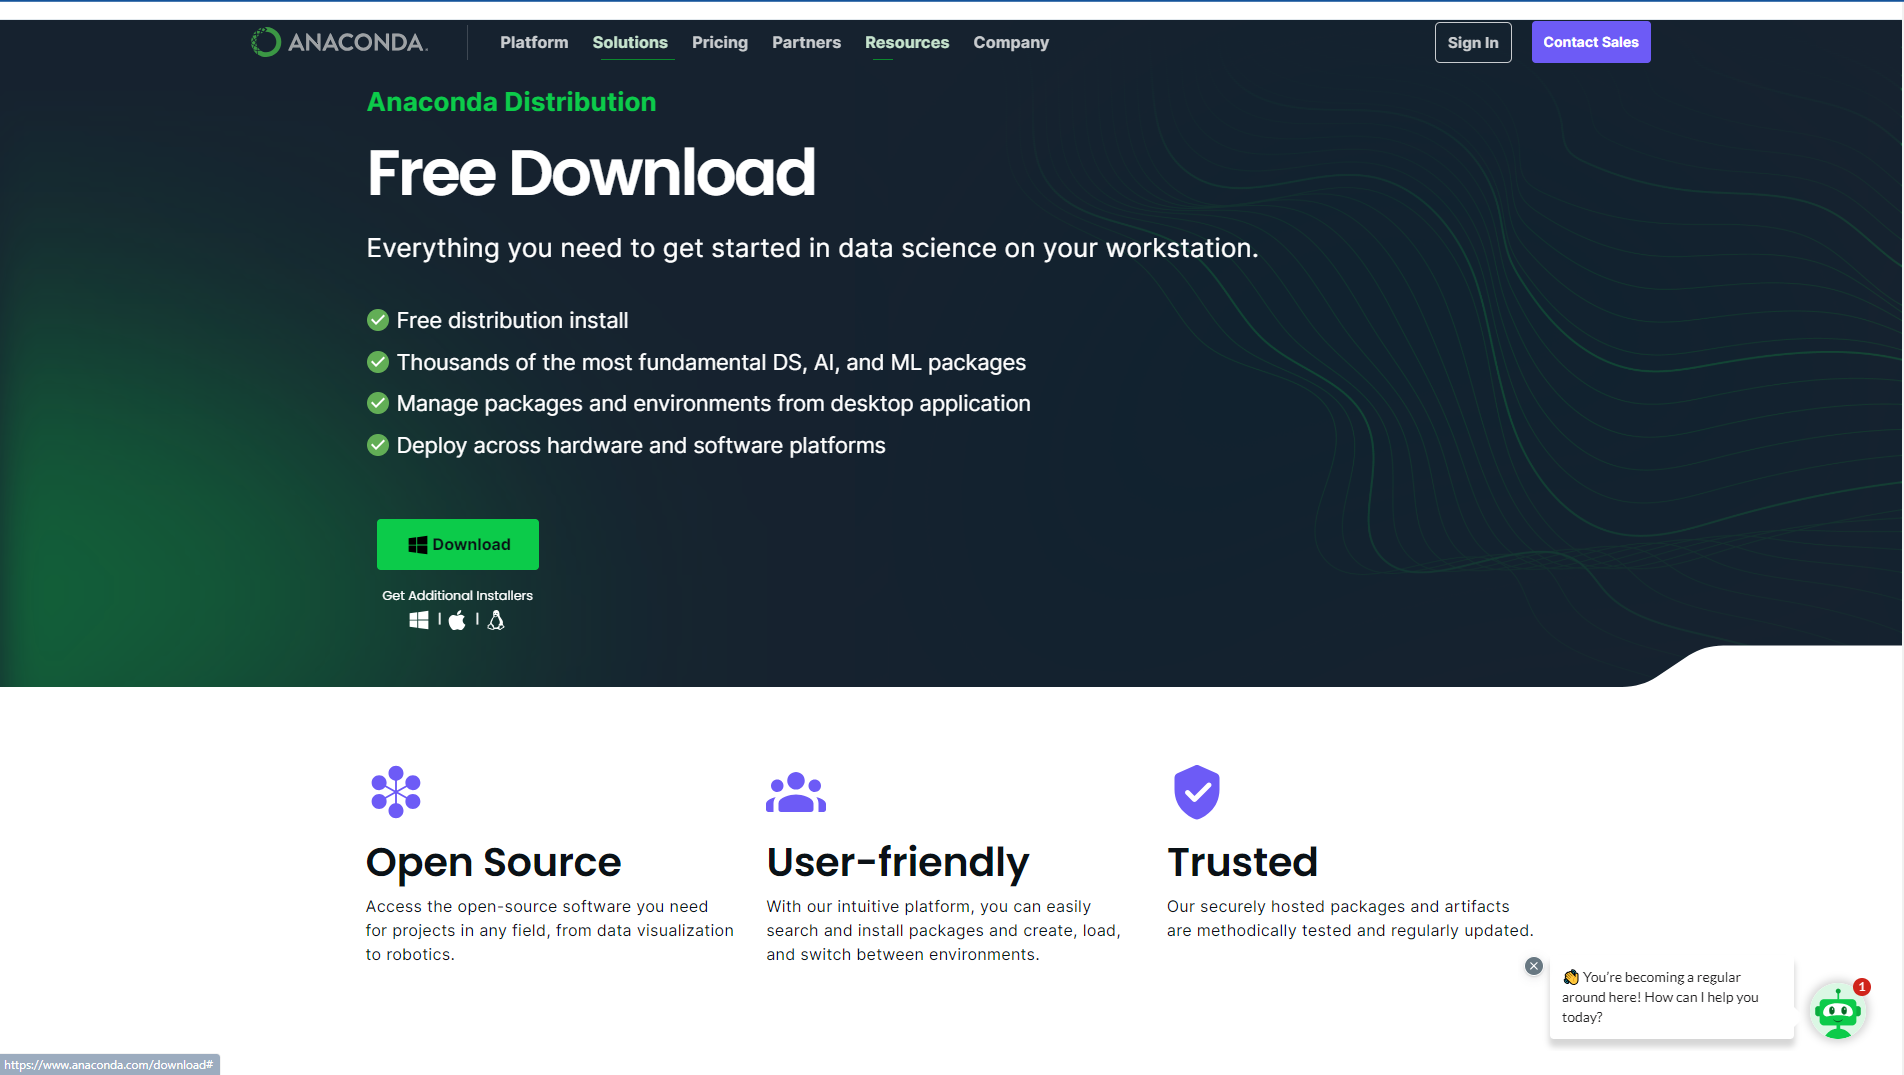 ANACONDA.
Platform Solutions Pricing Partners Resources Company
Sign In
Contact Sales
Anaconda Distribution
Free Download
Everything you need to get started in data science on your workstation.
Free distribution install
Thousands of the most fundamental DS, AI, and ML packages
Manage packages and environments from desktop application
Deploy across hardware and software platforms
Download
Get Additional Installers
Open Source
Access the open-source software you need
for projects in any field, from data visualization
to robotics.
User-friendly
With our intuitive platform, you can easily
search and install packages and create, load,
and switch between environments.
Trusted
Our securely hosted packages and artifacts
are methodically tested and regularly updated.
👏 You're becoming a regular
around here! How can I help you
today?
1
https://www.anaconda.com/download#